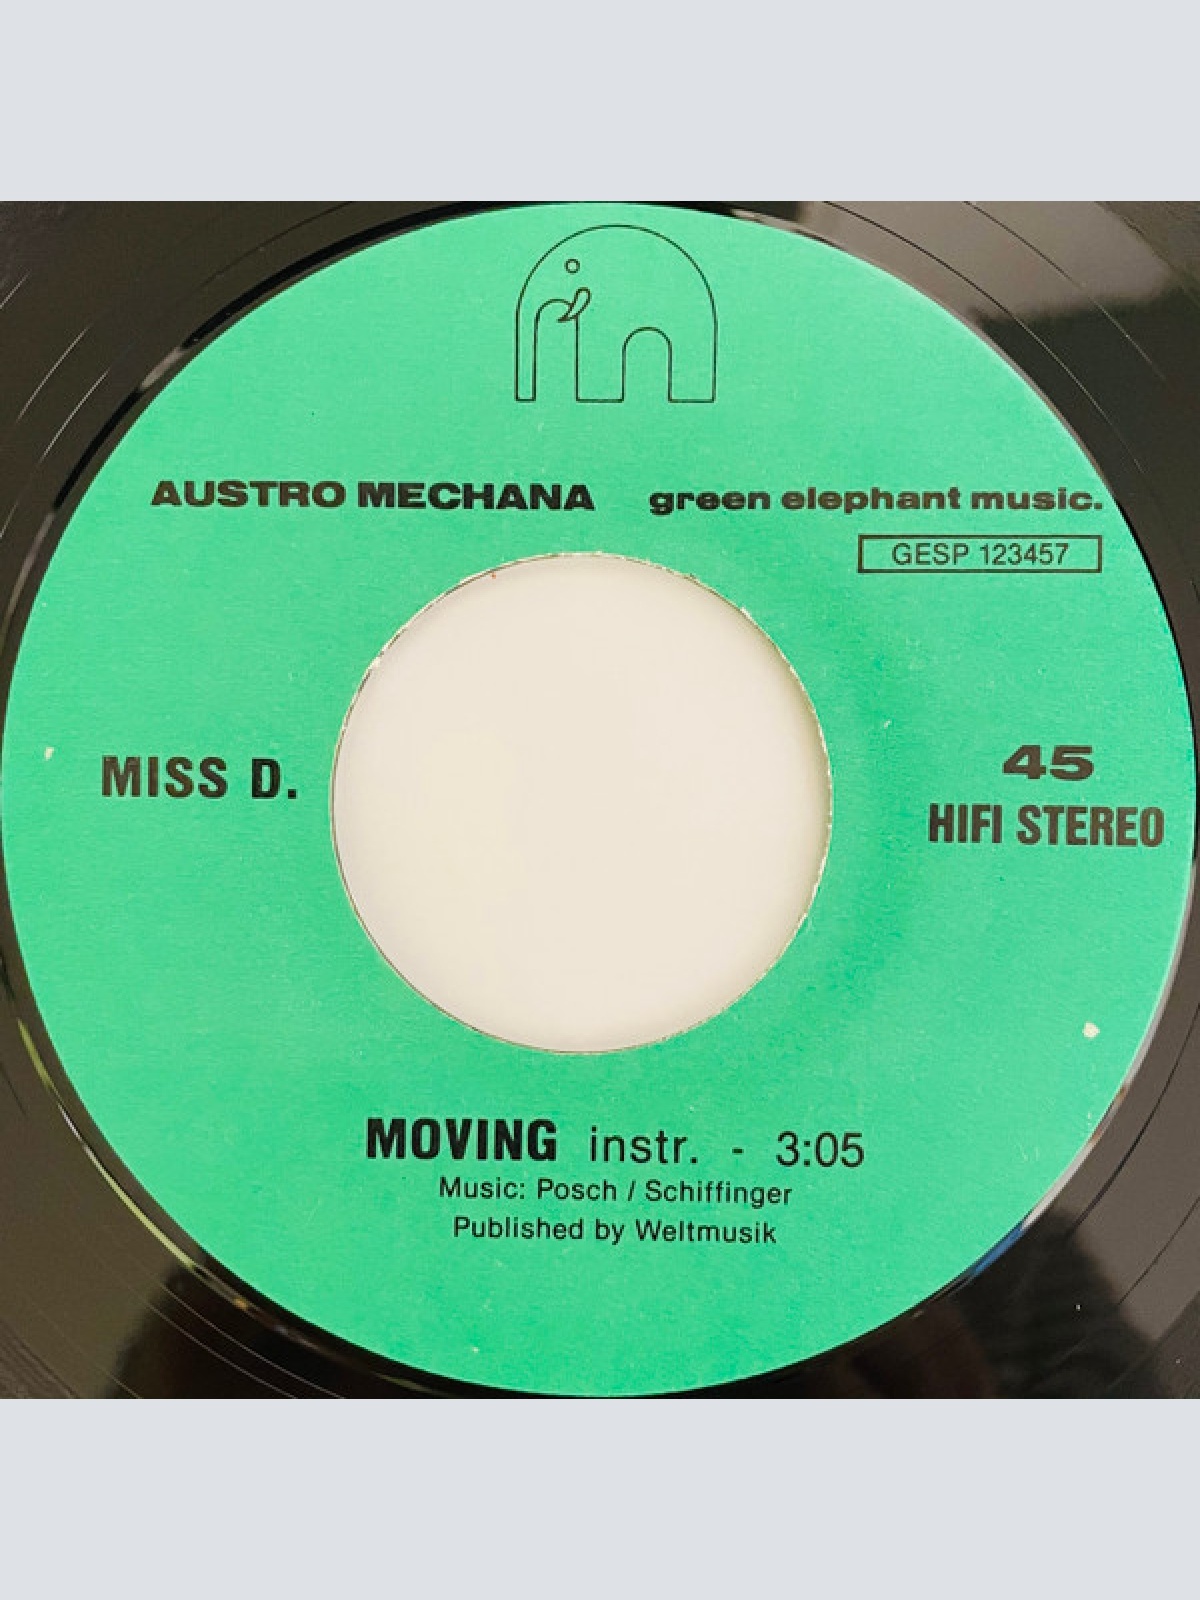 AUSTRO MECHANA green elephant music.
GESP 123457
MISS D.
45
HIFI STEREO
MOVING instr. - 3:05
Music: Posch / Schiffinger
Published by Weltmusik